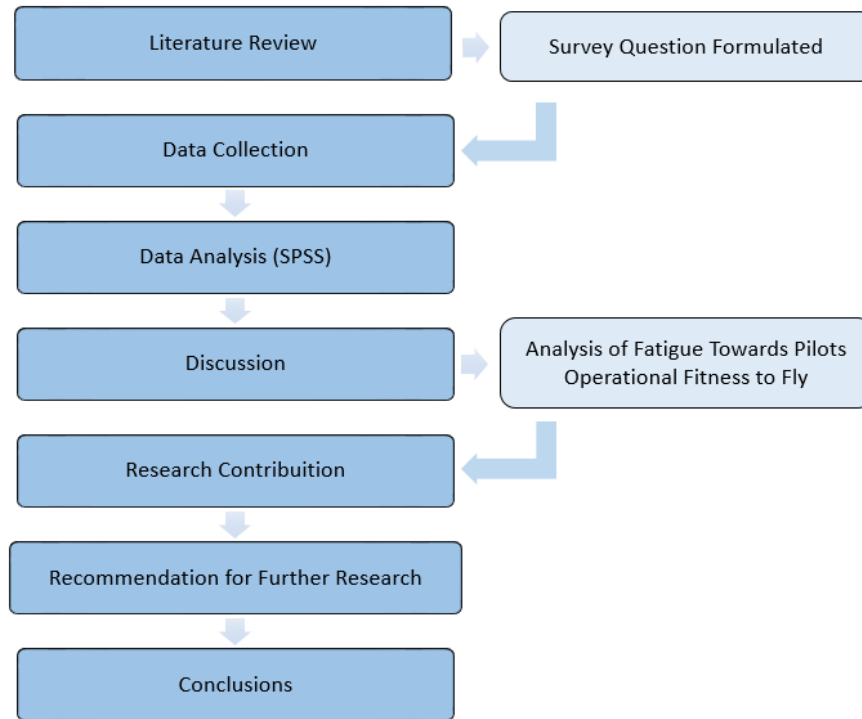 Literature Review
Survey Question Formulated
Data Collection
Data Analysis (SPSS)
Discussion
Analysis of Fatigue Towards Pilots
Operational Fitness to Fly
Research Contribuition
Recommendation for Further Research
Conclusions